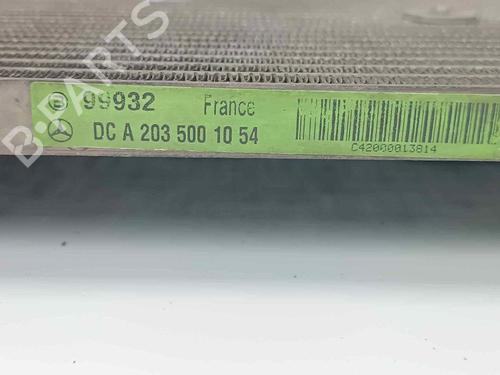 99932 France
DC A 203 500 10 54
C42000013814
B-PARTS